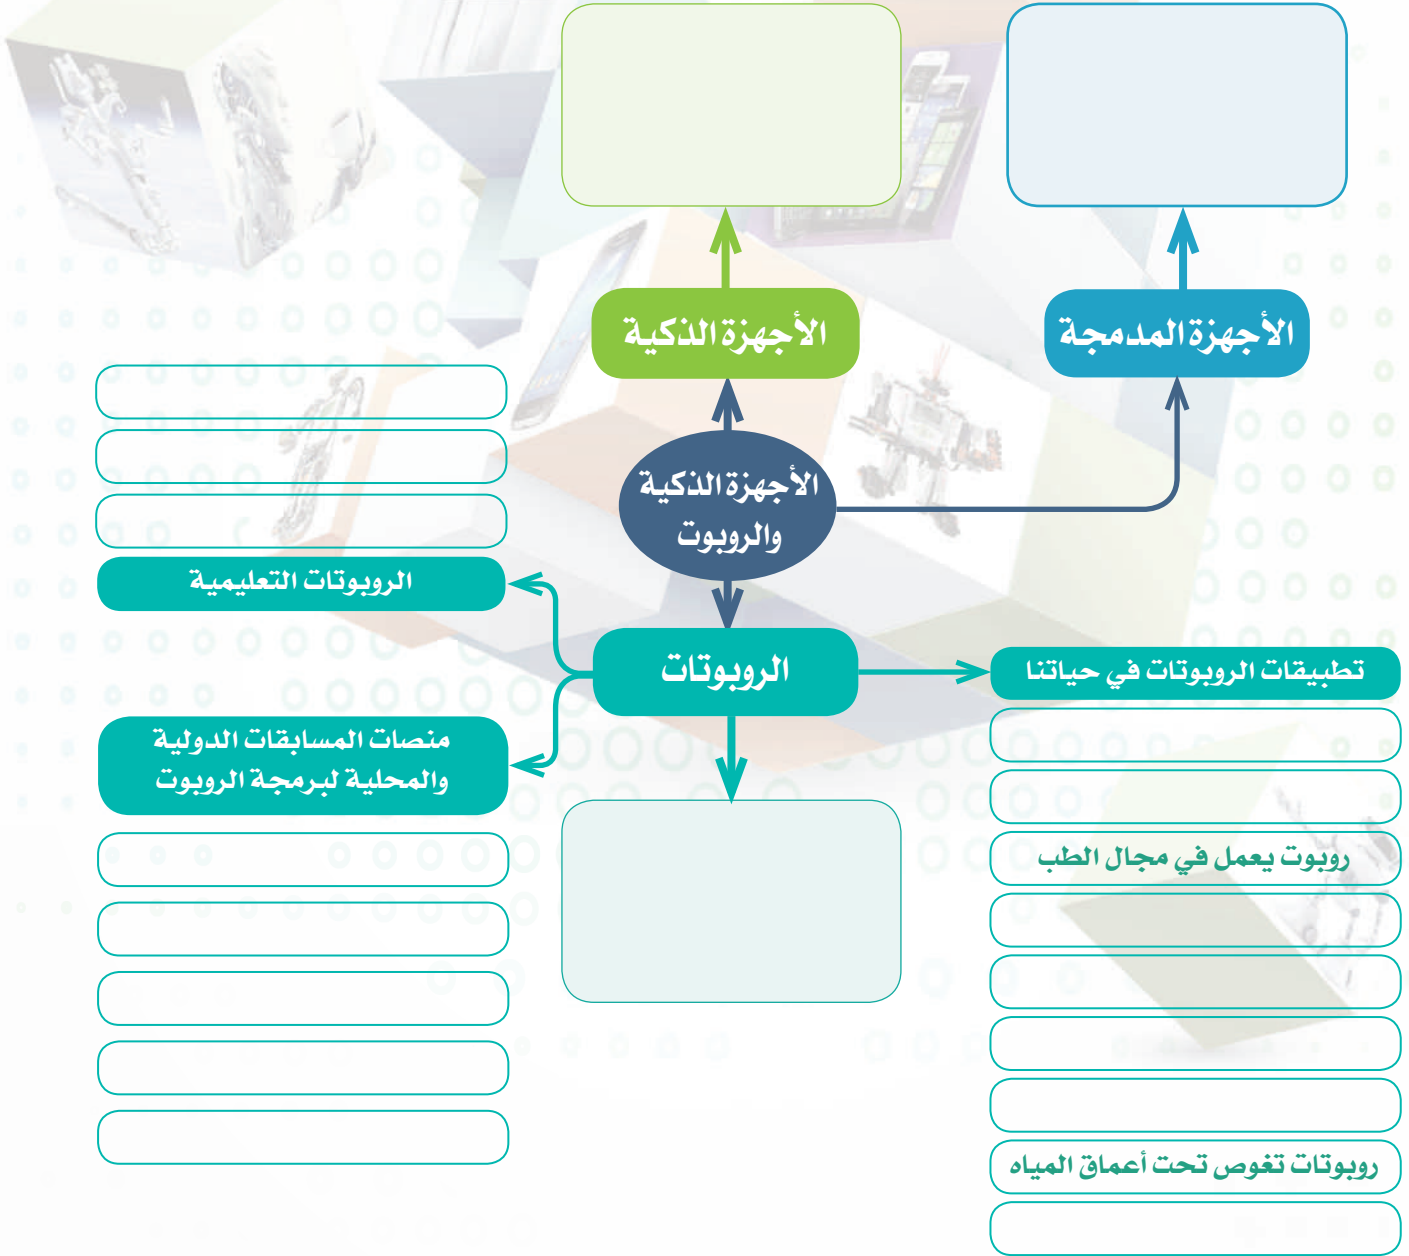 الأجهزة المدمجة
الأجهزة الذكية
الأجهزة الذكية
والروبوت
الروبوتات التعليمية
الروبوتات
تطبيقات الروبوتات في حياتنا
منصات المسابقات الدولية
والمحلية لبرمجة الروبوت
روبوت يعمل في مجال الطب
روبوتات تغوص تحت أعماق المياه